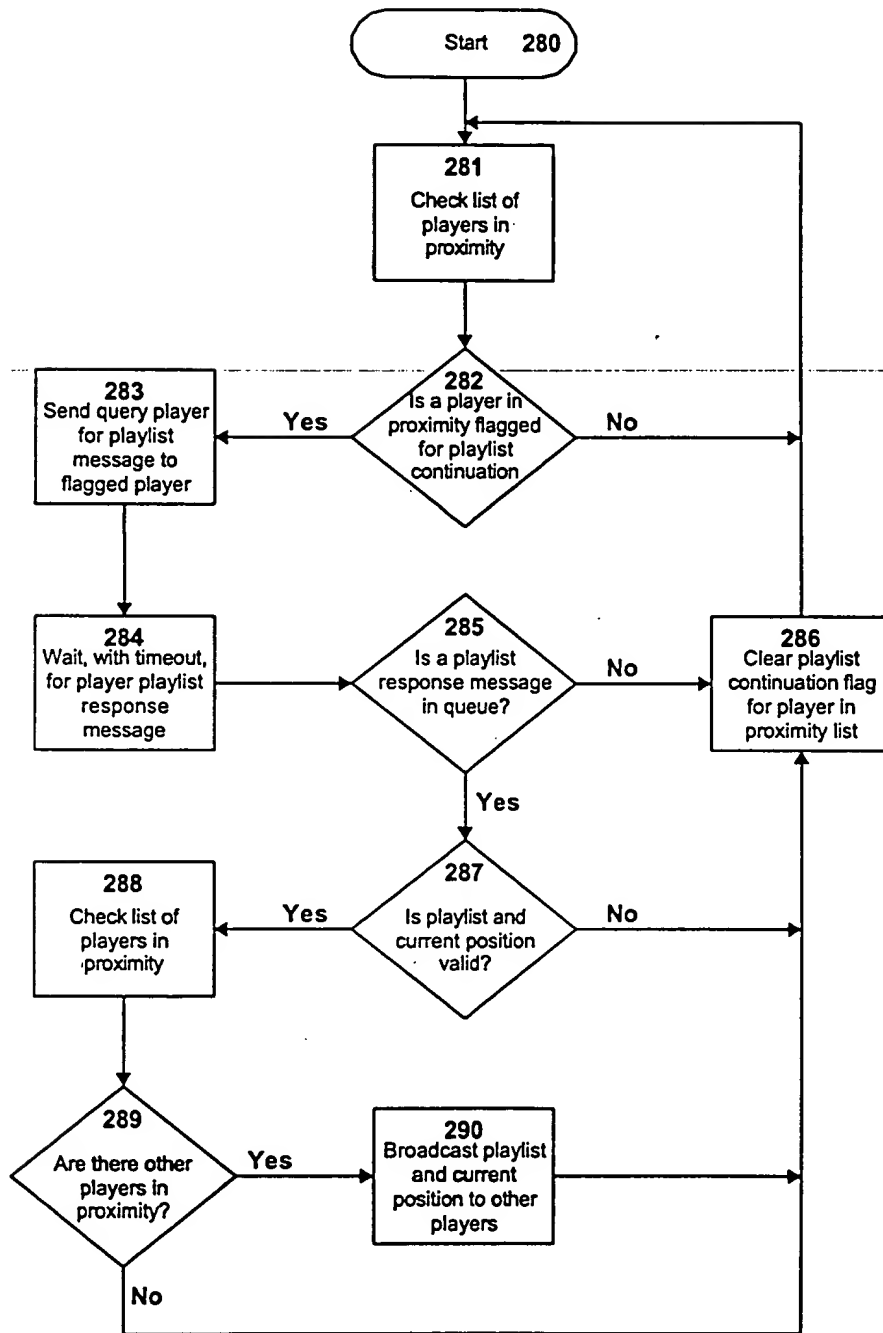 Start 280
281
Check list of
players in
proximity
282
Is a player in
proximity flagged
for playlist
continuation
Yes
No
283
Send query player
for playlist
message to
flagged player
284
Wait, with timeout,
for player playlist
response
message
285
Is a playlist
response message
in queue?
No
Yes
286
Clear playlist
continuation flag
for player in
proximity list
287
Is playlist and
current position
valid?
Yes
No
288
Check list of
players in
proximity
289
Are there other
players in
proximity?
Yes
No
290
Broadcast playlist
and current
position to other
players